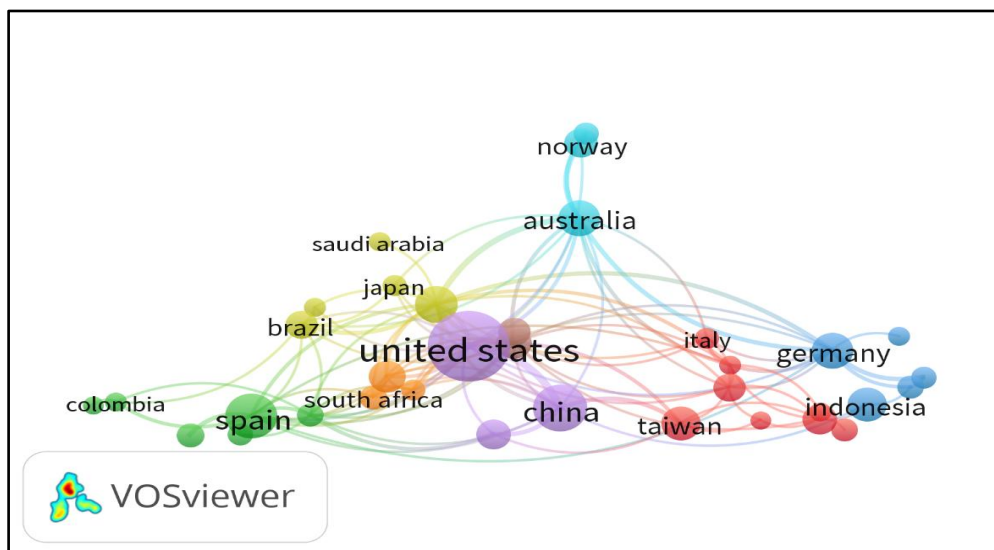 norway
australia
saudi arabia
japan
brazil
united states
italy
germany
colombia
spain
south africa
china
taiwan
indonesia
VOSviewer